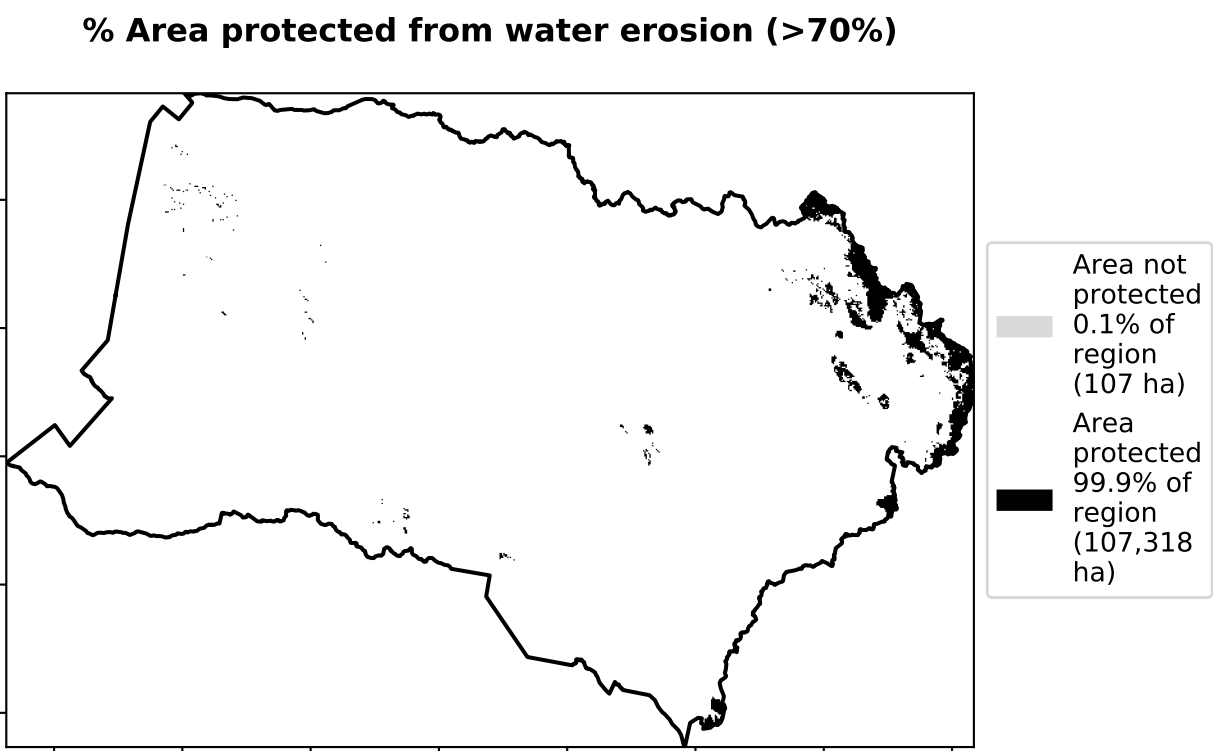 % Area protected from water erosion (>70%)
Area not
protected
0.1% of
region
(107 ha)
Area
protected
99.9% of
region
(107,318
ha)